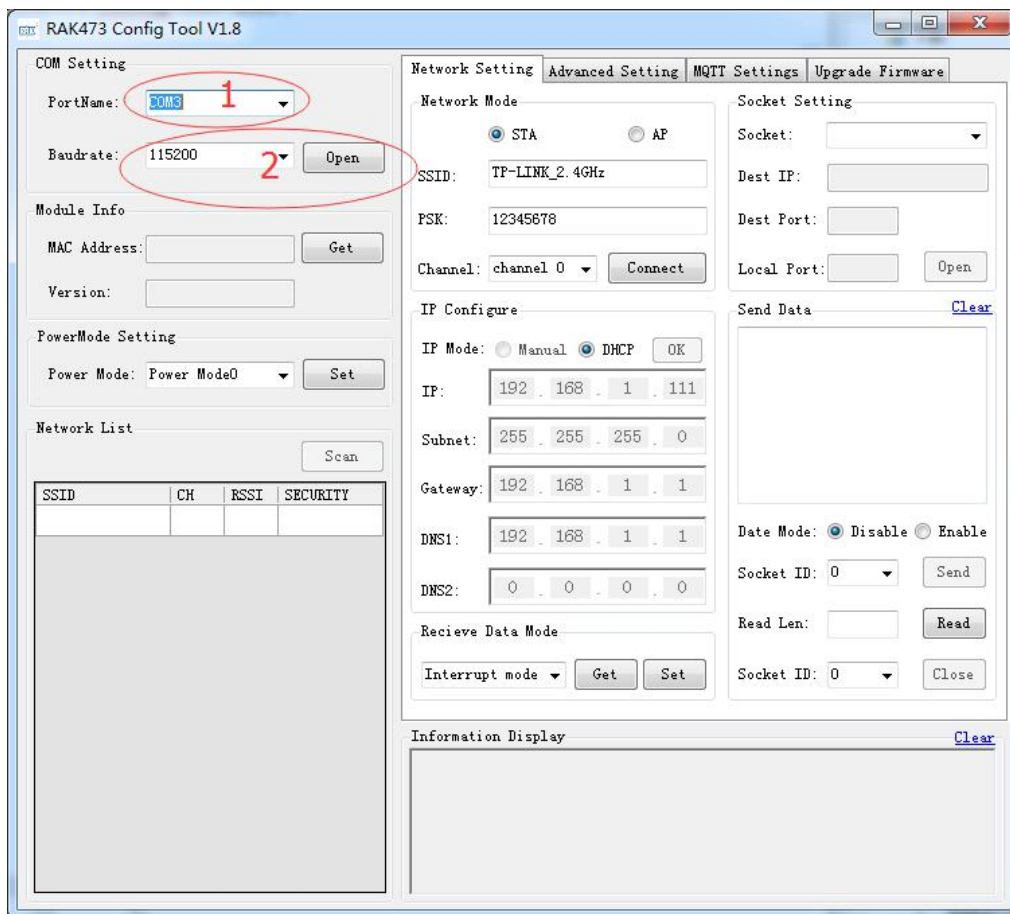 RAK473 Config Tool V1.8
COM Setting
PortName: COM3 1
Baudrate: 115200 2 Open
Module Info
MAC Address: Get
Version:
PowerMode Setting
Power Mode: Power Mode0 Set
Network List
Scan
SSID CH RSSI SECURITY
Network Setting Advanced Setting MQTT Settings Upgrade Firmware
Network Mode
STA AP
SSID: TP-LINK_2.4GHz
PSK: 12345678
Channel: channel 0 Connect
IP Configure
IP Mode: Manual DHCP OK
IP: 192 . 168 . 1 . 111
Subnet: 255 . 255 . 255 . 0
Gateway: 192 . 168 . 1 . 1
DNS1: 192 . 168 . 1 . 1
DNS2: 0 . 0 . 0 . 0
Recieve Data Mode
Interrupt mode Get Set
Socket Setting
Socket:
Dest IP:
Dest Port:
Local Port: Open
Send Data Clear
Date Mode: Disable Enable
Socket ID: 0 Send
Read Len: Read
Socket ID: 0 Close
Information Display Clear